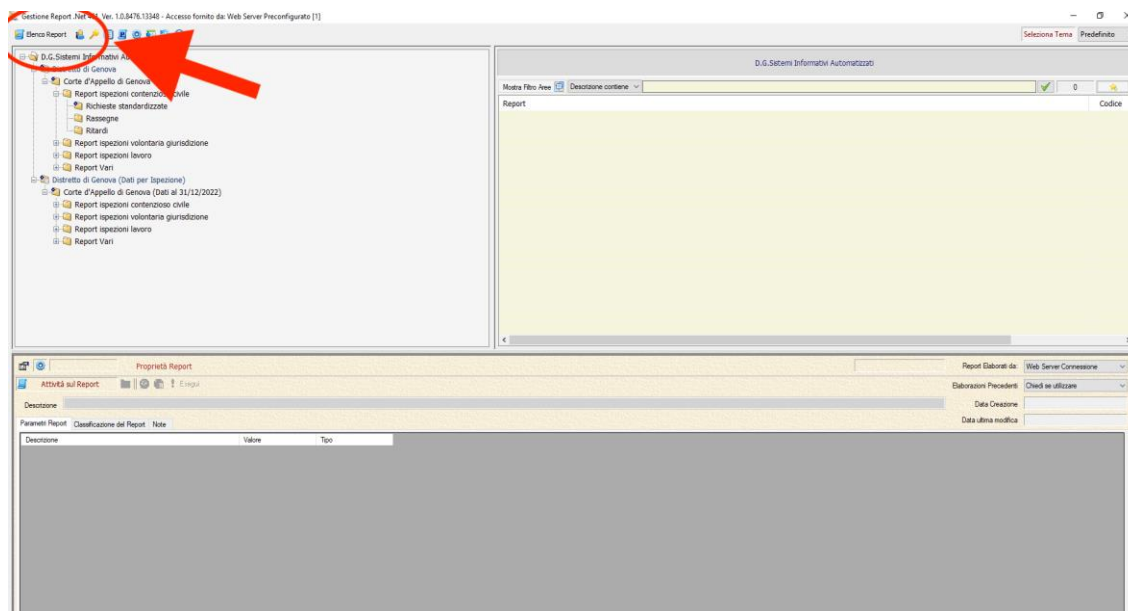 Gestione Report .Net Ver. 1.0.8476.13348 - Accesso fornito da: Web Server Preconfigurato [1]
Elenco Report
Seleziona Tema Predefinito
D.G.Sistemi Informativi
Distretto di Genova
Corte d'Appello di Genova
Report ispezioni contenzioso civile
Richieste standardizzate
Rassegne
Ritardi
Report ispezioni volontaria giurisdizione
Report ispezioni lavoro
Report Vari
Distretto di Genova (Dati per Ispezione)
Corte d'Appello di Genova (Dati al 31/12/2022)
Report ispezioni contenzioso civile
Report ispezioni volontaria giurisdizione
Report ispezioni lavoro
Report Vari
D.G.Sistemi Informativi Automatizzati
Mostra Filtro Aree Descrizione contiene 0
Report Codice
Proprietà Report Report Elaborati da: Web Server Connessione
Attività sul Report Esegui Elaborazioni Precedenti Chiedi se utilizzare
Descrizione Data Creazione
Parametri Report Classificazione del Report Note Data ultima modifica
Descrizione Valore Tipo